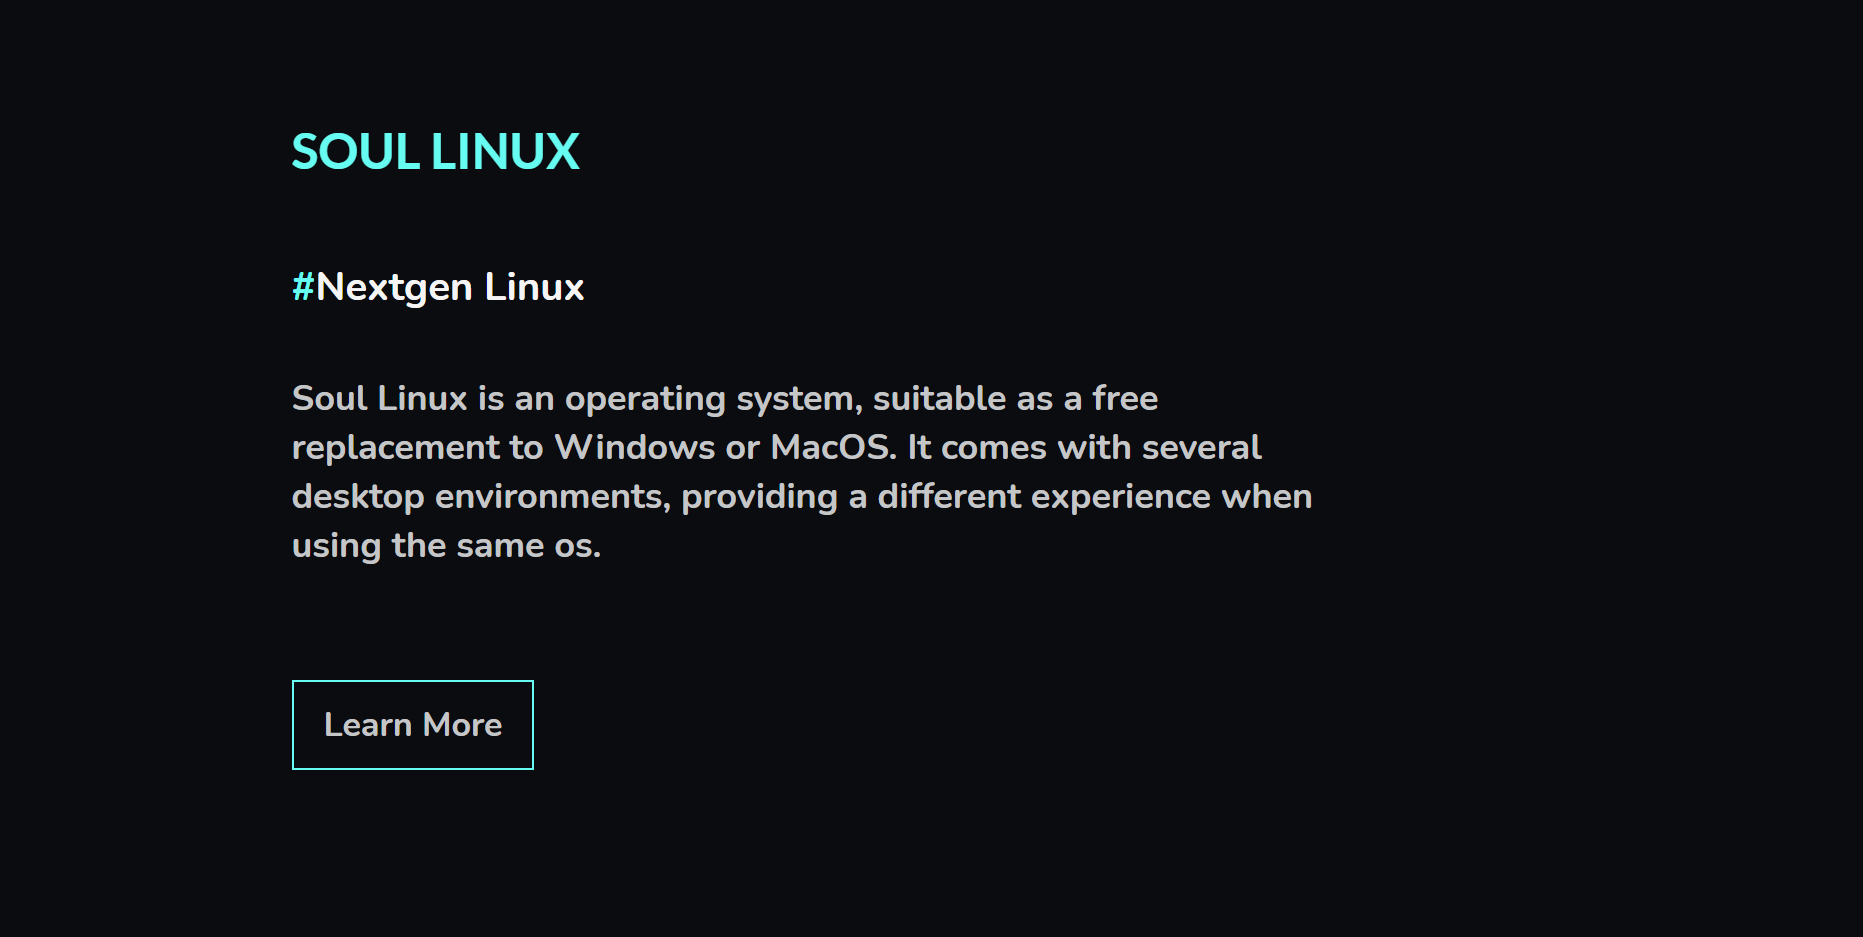 SOUL LINUX
#Nextgen Linux
Soul Linux is an operating system, suitable as a free
replacement to Windows or MacOS. It comes with several
desktop environments, providing a different experience when
using the same os.
Learn More